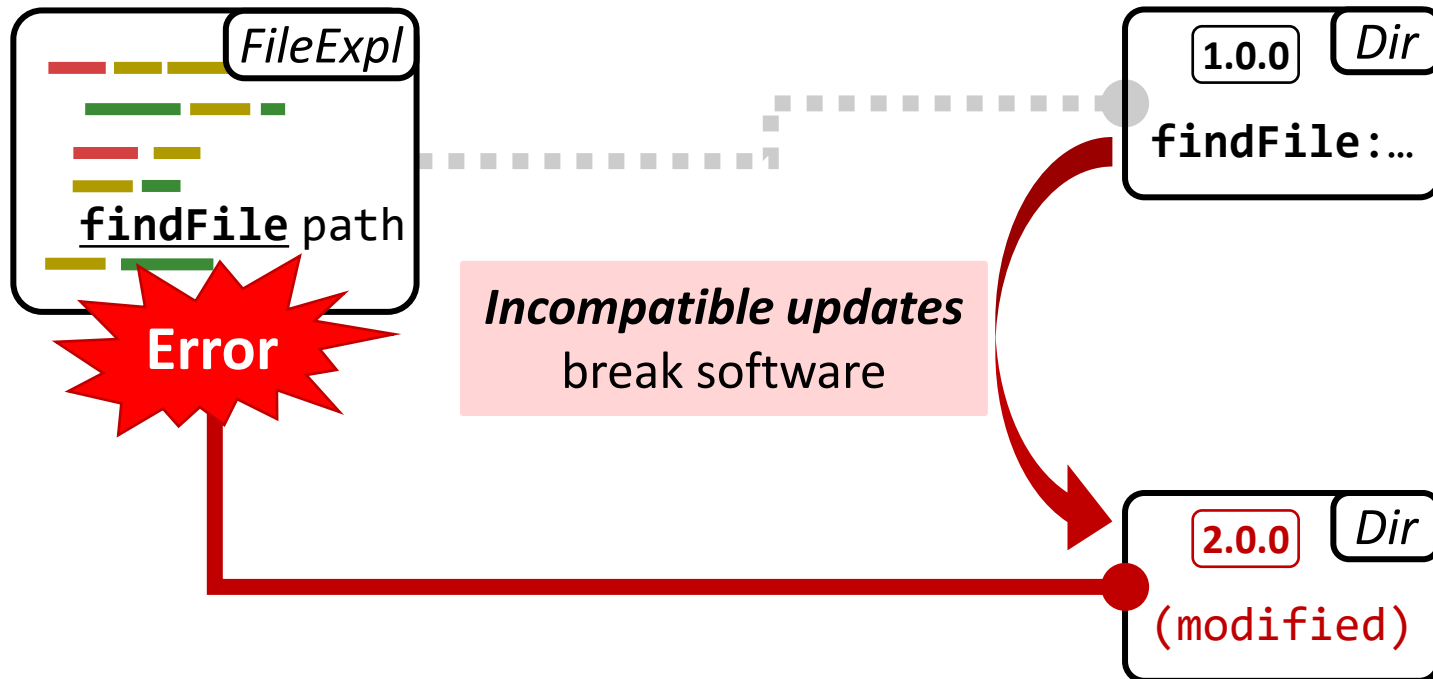 FileExpl
findFile path
Error
Incompatible updates
break software
1.0.0
Dir
findFile:…
2.0.0
Dir
(modified)